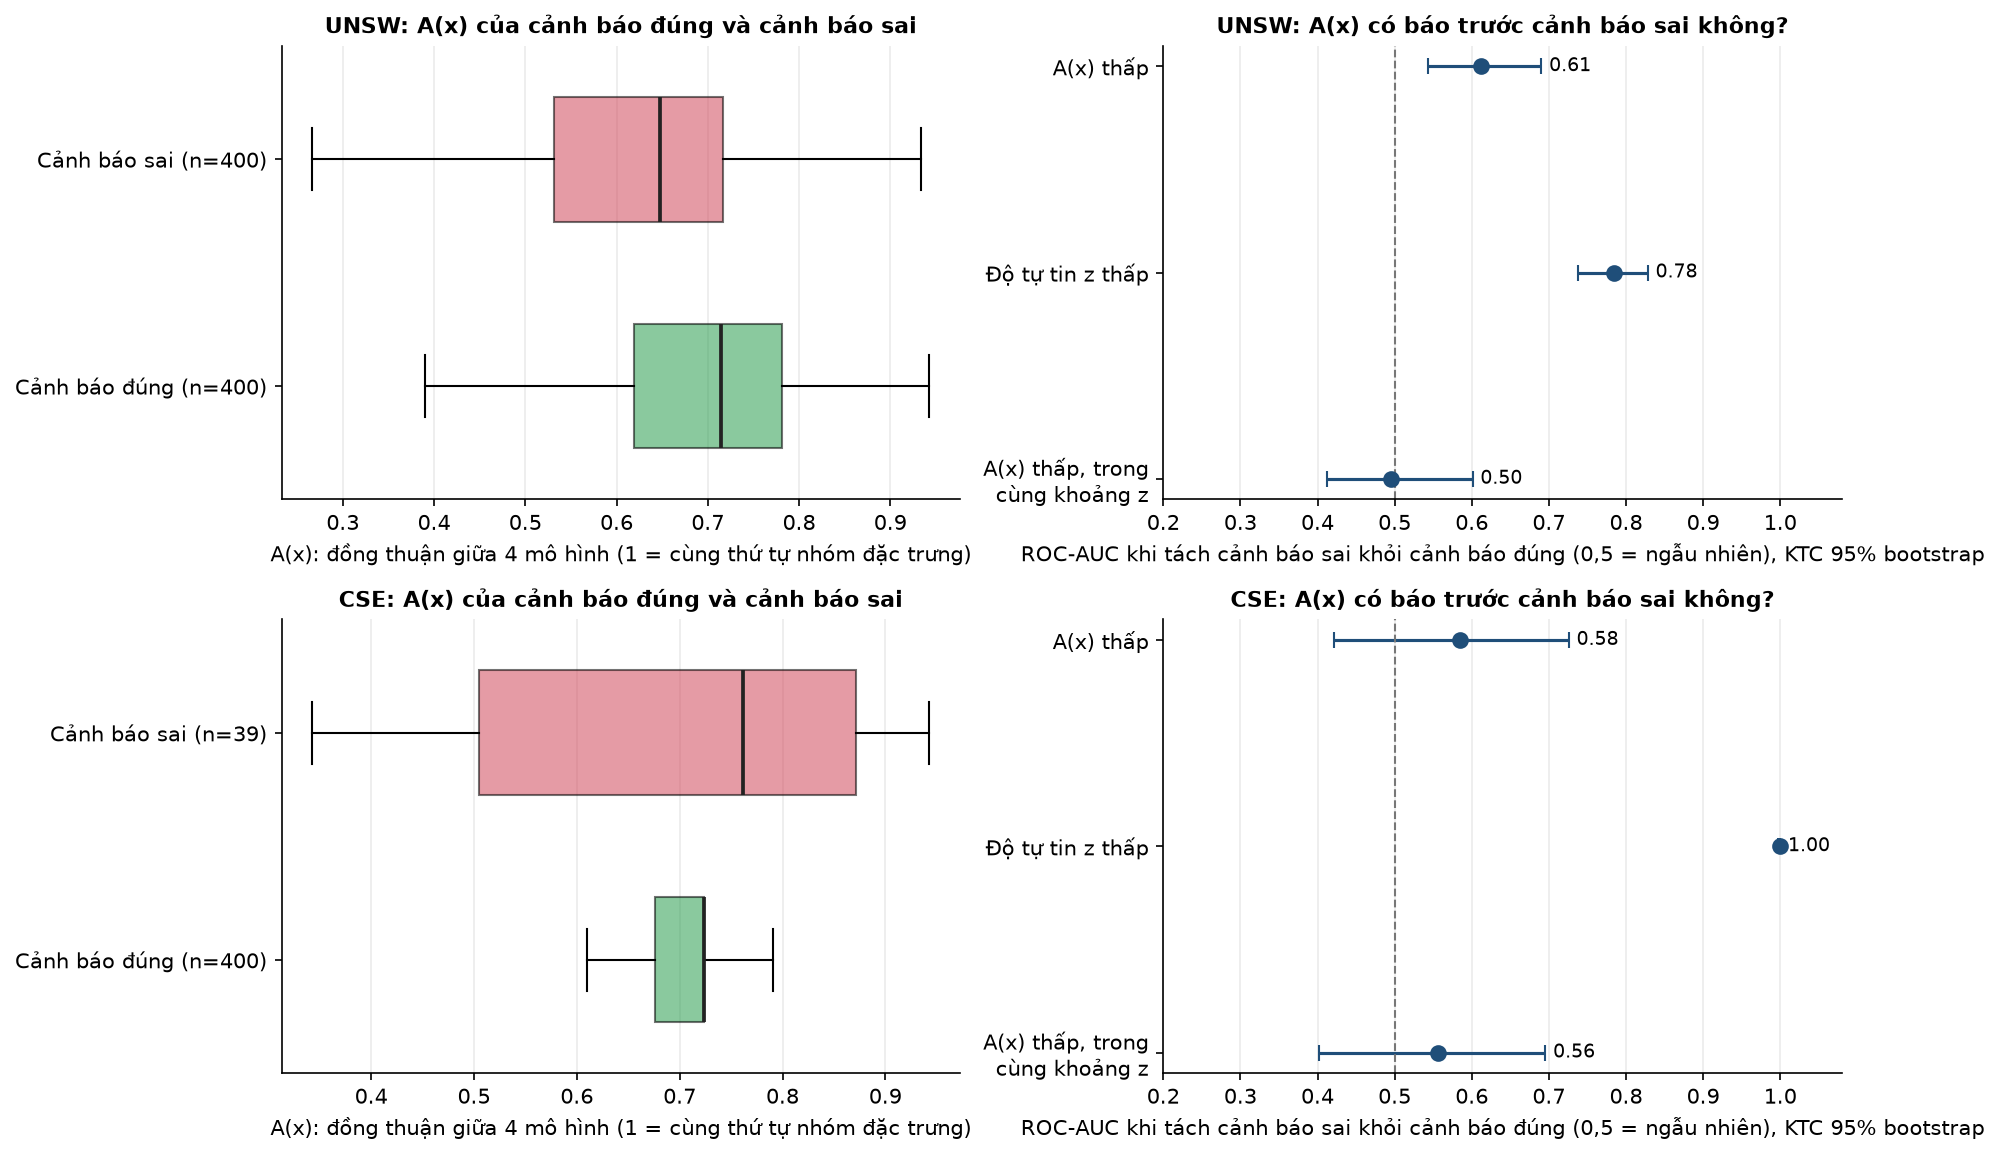 UNSW: A(x) của cảnh báo đúng và cảnh báo sai
Cảnh báo sai (n=400)
Cảnh báo đúng (n=400)
0.3 0.4 0.5 0.6 0.7 0.8 0.9
A(x): đồng thuận giữa 4 mô hình (1 = cùng thứ tự nhóm đặc trưng)
UNSW: A(x) có báo trước cảnh báo sai không?
A(x) thấp
0.61
Độ tự tin z thấp
0.78
A(x) thấp, trong
cùng khoảng z
0.50
0.2 0.3 0.4 0.5 0.6 0.7 0.8 0.9 1.0
ROC-AUC khi tách cảnh báo sai khỏi cảnh báo đúng (0,5 = ngẫu nhiên), KTC 95% bootstrap
CSE: A(x) của cảnh báo đúng và cảnh báo sai
Cảnh báo sai (n=39)
Cảnh báo đúng (n=400)
0.4 0.5 0.6 0.7 0.8 0.9
A(x): đồng thuận giữa 4 mô hình (1 = cùng thứ tự nhóm đặc trưng)
CSE: A(x) có báo trước cảnh báo sai không?
A(x) thấp
0.58
Độ tự tin z thấp
1.00
A(x) thấp, trong
cùng khoảng z
0.56
0.2 0.3 0.4 0.5 0.6 0.7 0.8 0.9 1.0
ROC-AUC khi tách cảnh báo sai khỏi cảnh báo đúng (0,5 = ngẫu nhiên), KTC 95% bootstrap